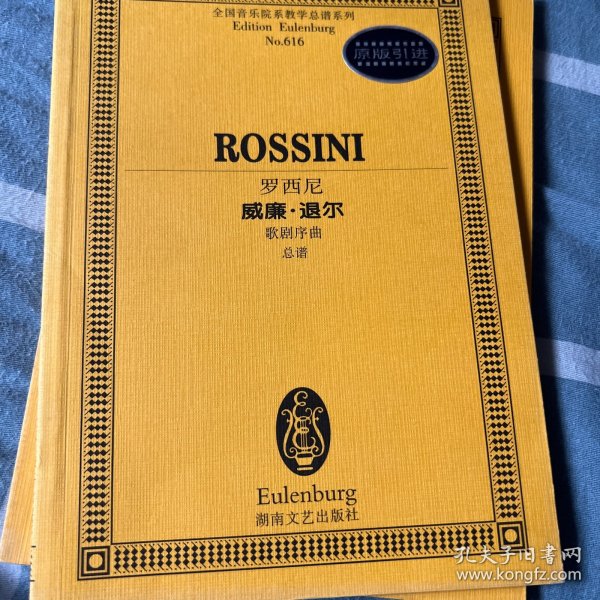 全国音乐院系教学总谱系列
Edition Eulenburg
No.616
原版引进
ROSSINI
罗西尼
威廉·退尔
歌剧序曲
总谱
Eulenburg
湖南文艺出版社
孔夫子旧书网
www.kongfz.com